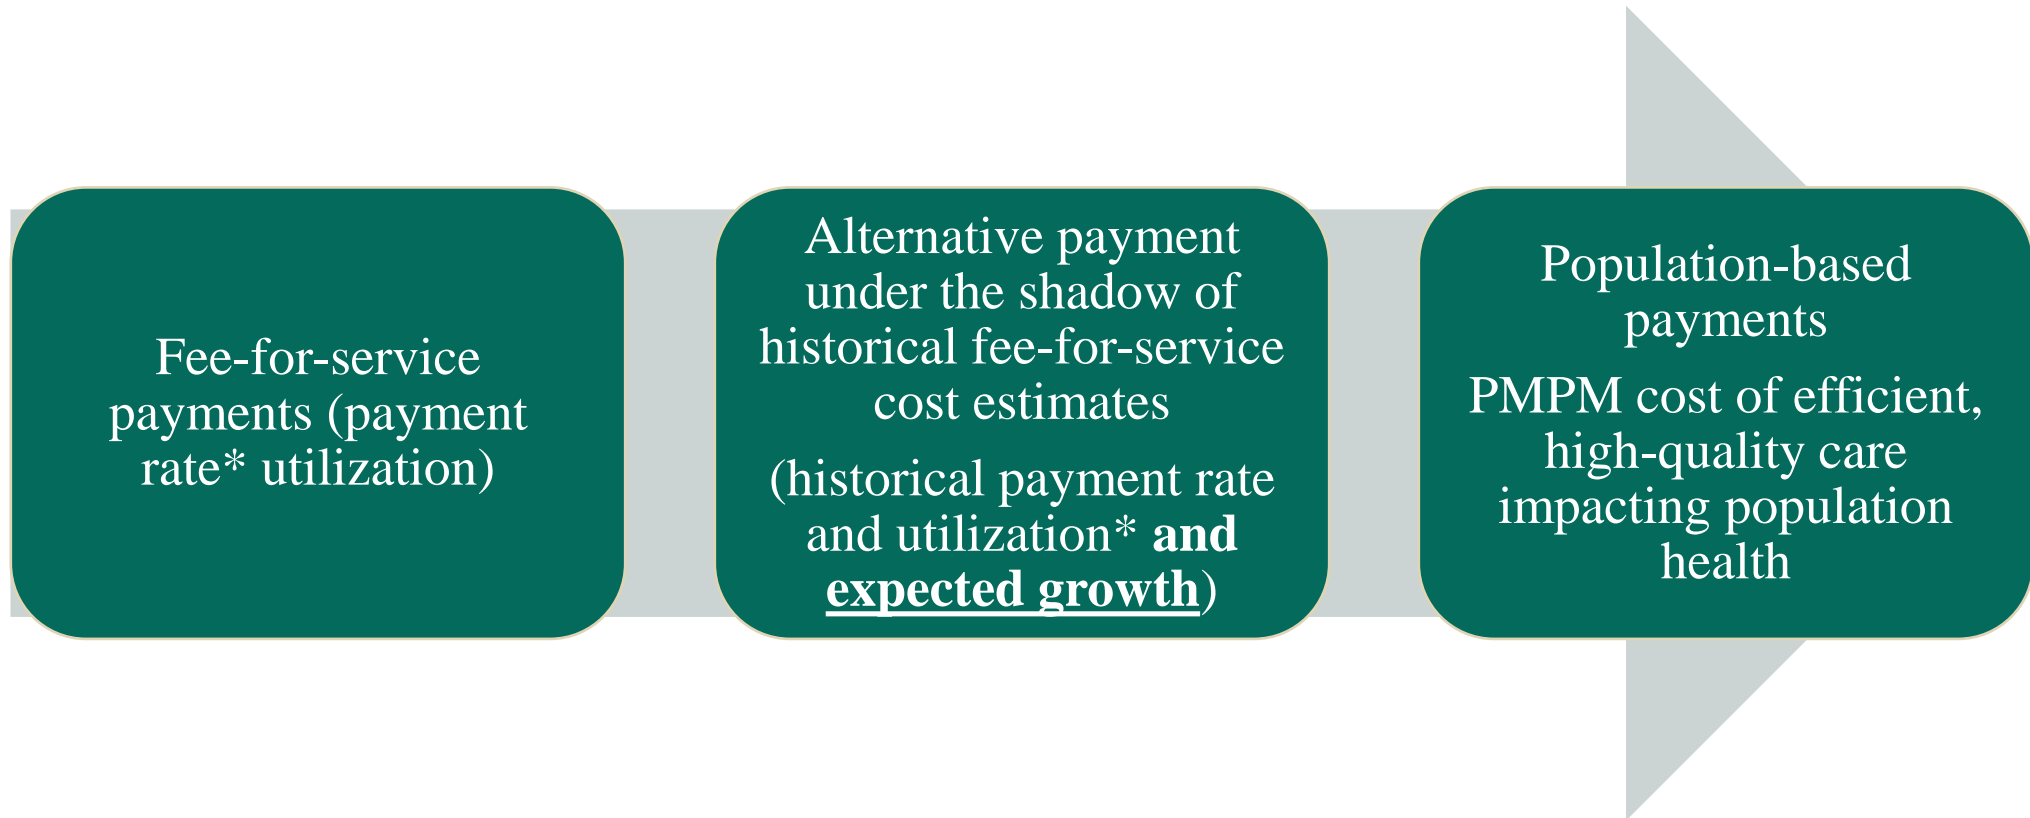 Fee-for-service
payments (payment
rate* utilization)
Alternative payment
under the shadow of
historical fee-for-service
cost estimates
(historical payment rate
and utilization* and
expected growth)
Population-based
payments
PMPM cost of efficient,
high-quality care
impacting population
health